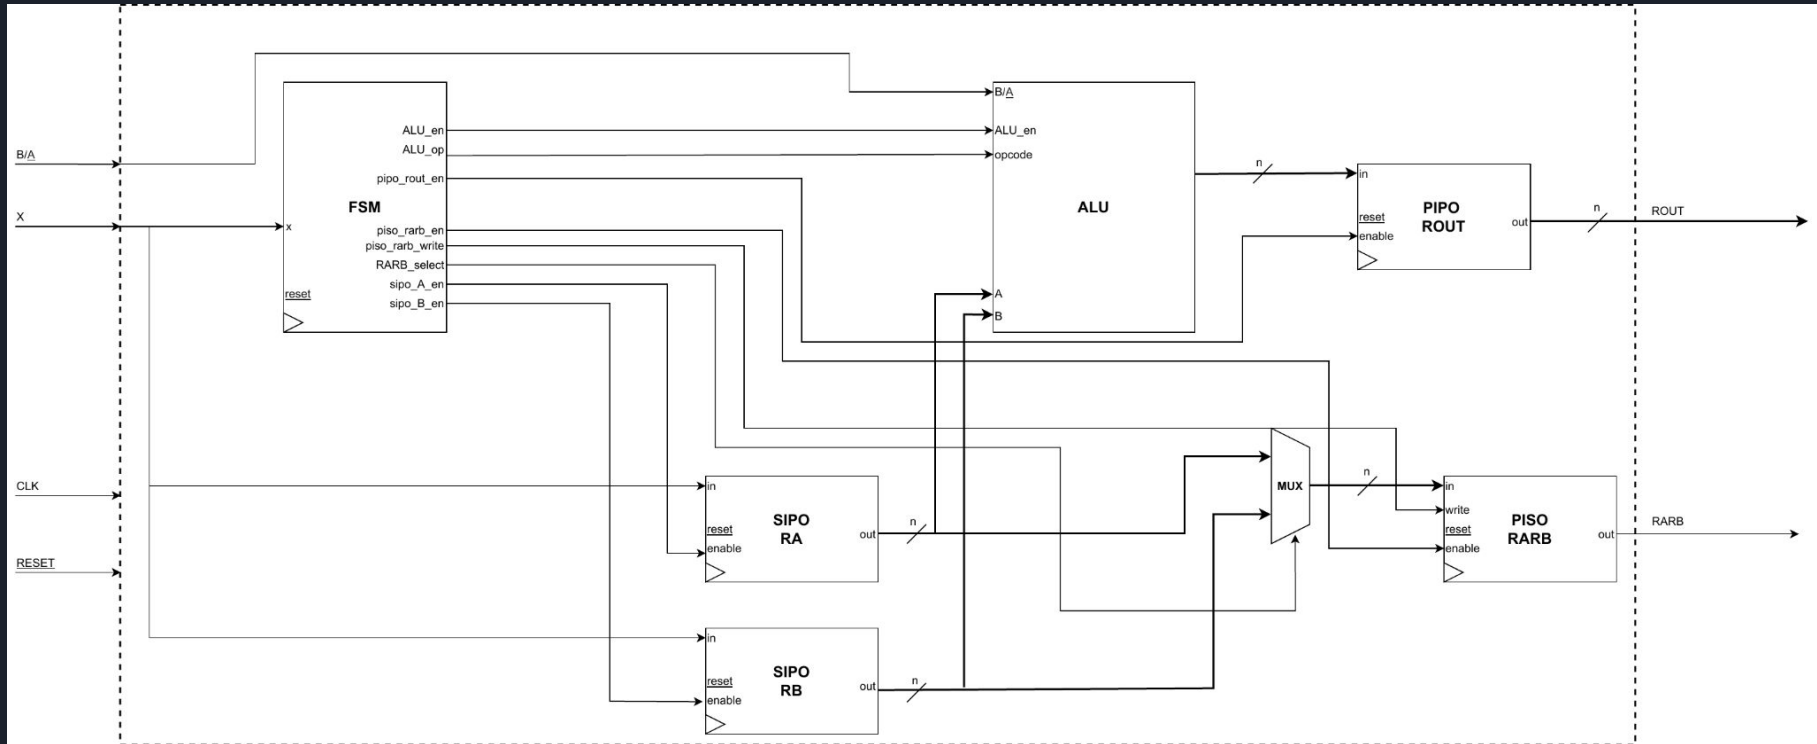 B/A
X
CLK
RESET
FSM
x
reset
ALU_en
ALU_op
pipo_rout_en
piso_rarb_en
piso_rarb_write
RARB_select
sipo_A_en
sipo_B_en
ALU
B/A
ALU_en
opcode
A
B
n
in
PIPO
ROUT
reset
enable
out
n
ROUT
in
SIPO
RA
reset
enable
out
n
MUX
n
in
write
reset
enable
PISO
RARB
out
RARB
in
SIPO
RB
reset
enable
out
n